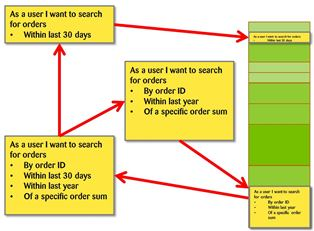 As a user I want to search
for orders
• Within last 30 days
As a user I want to search
for orders
• Within last 30 days
As a user I want to search
for orders
• By order ID
• Within last year
• Of a specific order sum
As a user I want to search
for orders
• By order ID
• Within last 30 days
• Within last year
• Of a specific order sum
As a user I want to search
for orders
• By order ID
• Within last year
• Of a specific order
sum